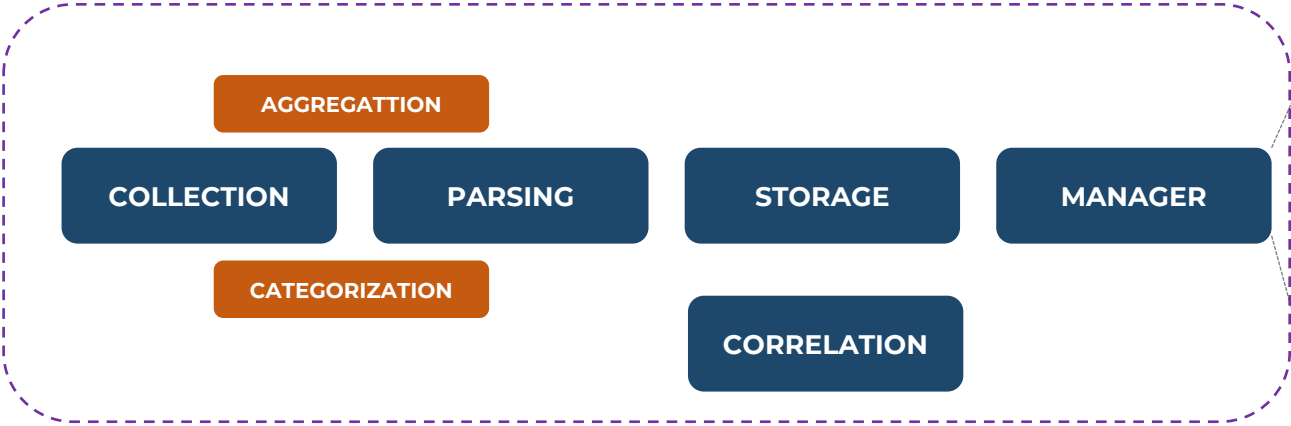 AGGREGATTION
COLLECTION
PARSING
STORAGE
MANAGER
CATEGORIZATION
CORRELATION